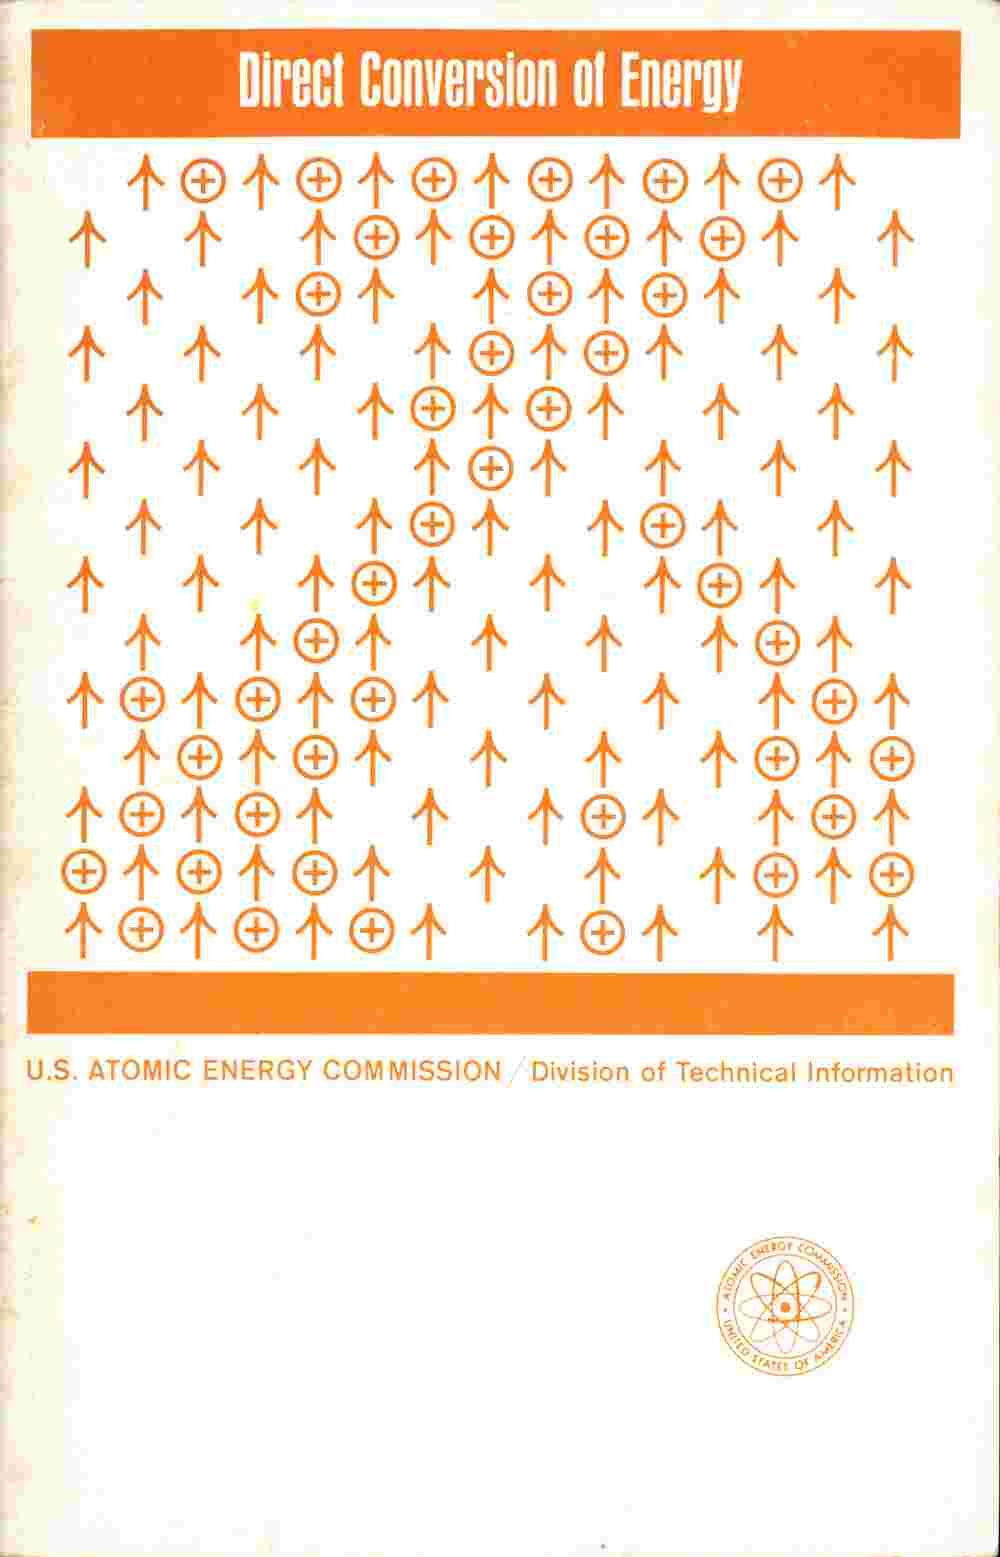 Direct Conversion of Energy
U.S. ATOMIC ENERGY COMMISSION / Division of Technical Information
ATOMIC ENERGY COMMISSION
UNITED STATES OF AMERICA